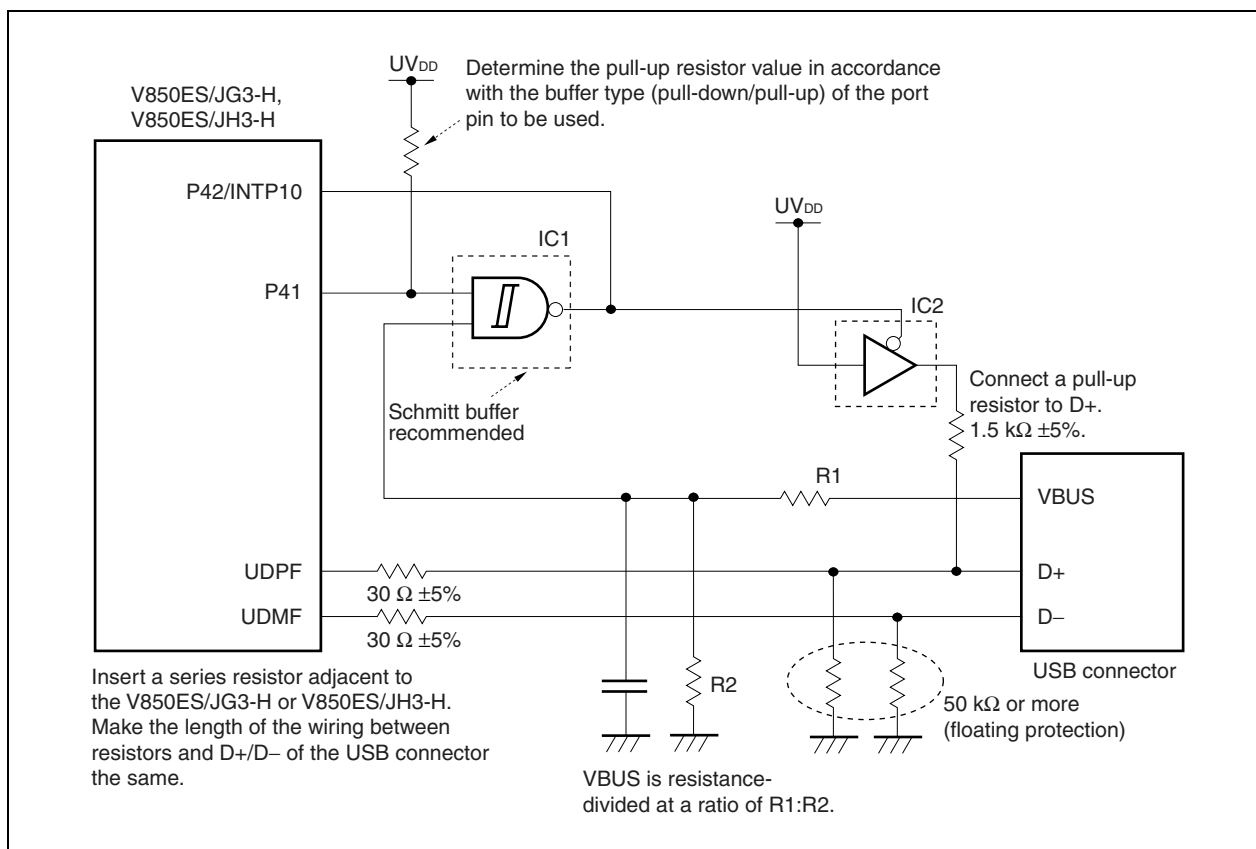 UVDD
Determine the pull-up resistor value in accordance
with the buffer type (pull-down/pull-up) of the port
pin to be used.
V850ES/JG3-H,
V850ES/JH3-H
P42/INTP10
UVDD
IC1
P41
IC2
Schmitt buffer
recommended
Connect a pull-up
resistor to D+.
1.5 kΩ ±5%.
R1
VBUS
UDPF
30 Ω ±5%
D+
UDMF
30 Ω ±5%
D−
USB connector
R2
Insert a series resistor adjacent to
the V850ES/JG3-H or V850ES/JH3-H.
Make the length of the wiring between
resistors and D+/D− of the USB connector
the same.
50 kΩ or more
(floating protection)
VBUS is resistance-
divided at a ratio of R1:R2.